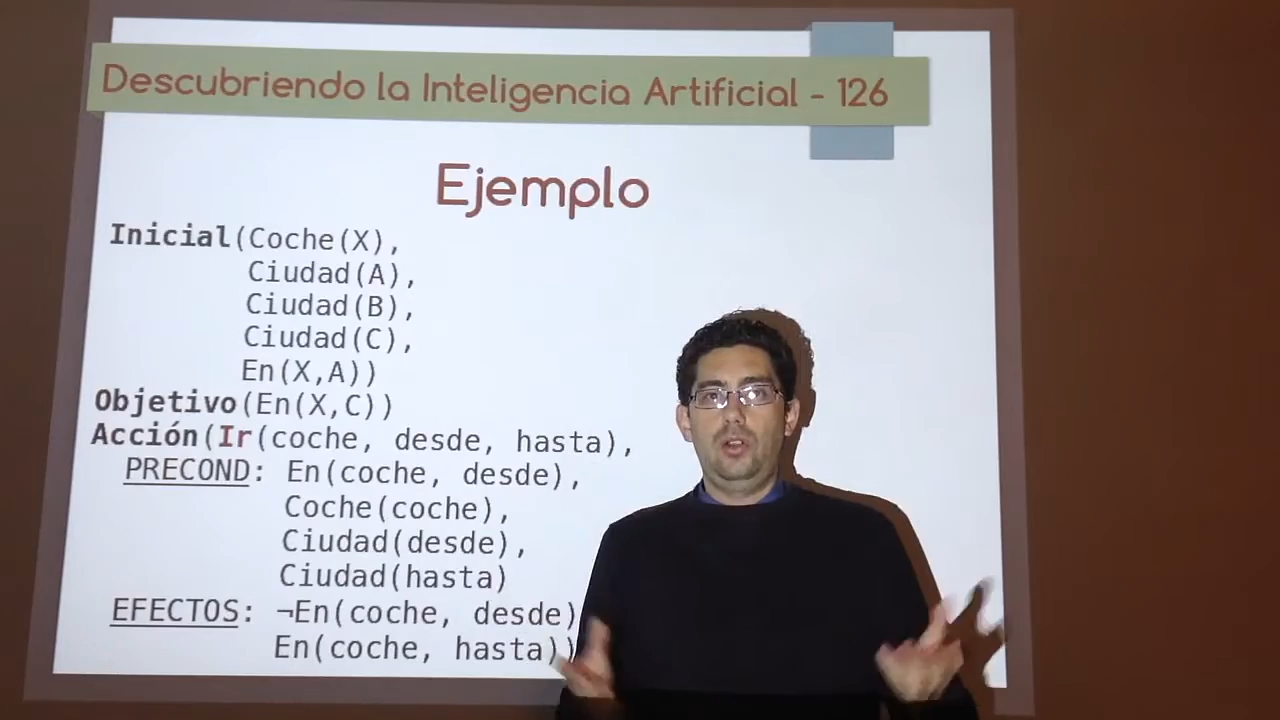 Descubriendo la Inteligencia Artificial - 126
Ejemplo
Inicial(Coche(X),
Ciudad(A),
Ciudad(B),
Ciudad(C),
En(X,A))
Objetivo(En(X,C))
Acción(Ir(coche, desde, hasta),
PRECOND: En(coche, desde),
Coche(coche),
Ciudad(desde),
Ciudad(hasta)
EFECTOS: ¬En(coche, desde)
En(coche, hasta))